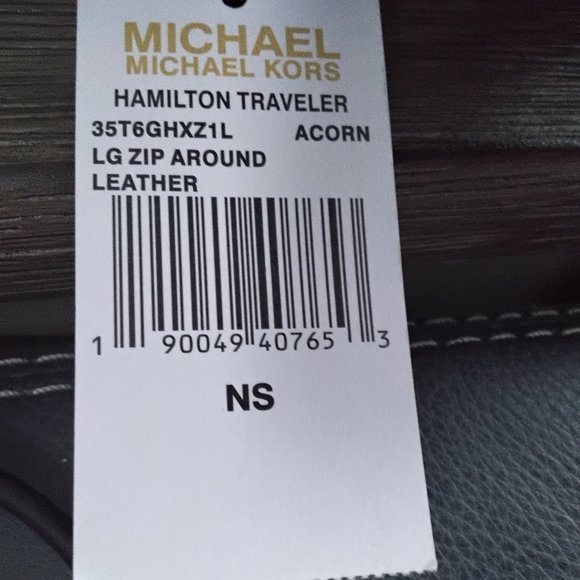 MICHAEL
MICHAEL KORS
HAMILTON TRAVELER
35T6GHXZ1L ACORN
LG ZIP AROUND
LEATHER
1 90049 40765 3
NS